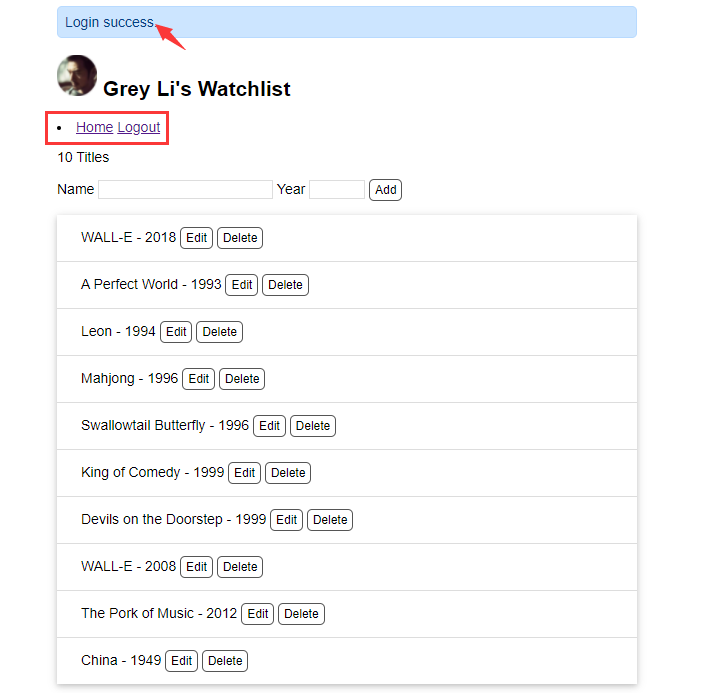 Login success.
Grey Li's Watchlist
Home Logout
10 Titles
Name Year Add
WALL-E - 2018 Edit Delete
A Perfect World - 1993 Edit Delete
Leon - 1994 Edit Delete
Mahjong - 1996 Edit Delete
Swallowtail Butterfly - 1996 Edit Delete
King of Comedy - 1999 Edit Delete
Devils on the Doorstep - 1999 Edit Delete
WALL-E - 2008 Edit Delete
The Pork of Music - 2012 Edit Delete
China - 1949 Edit Delete